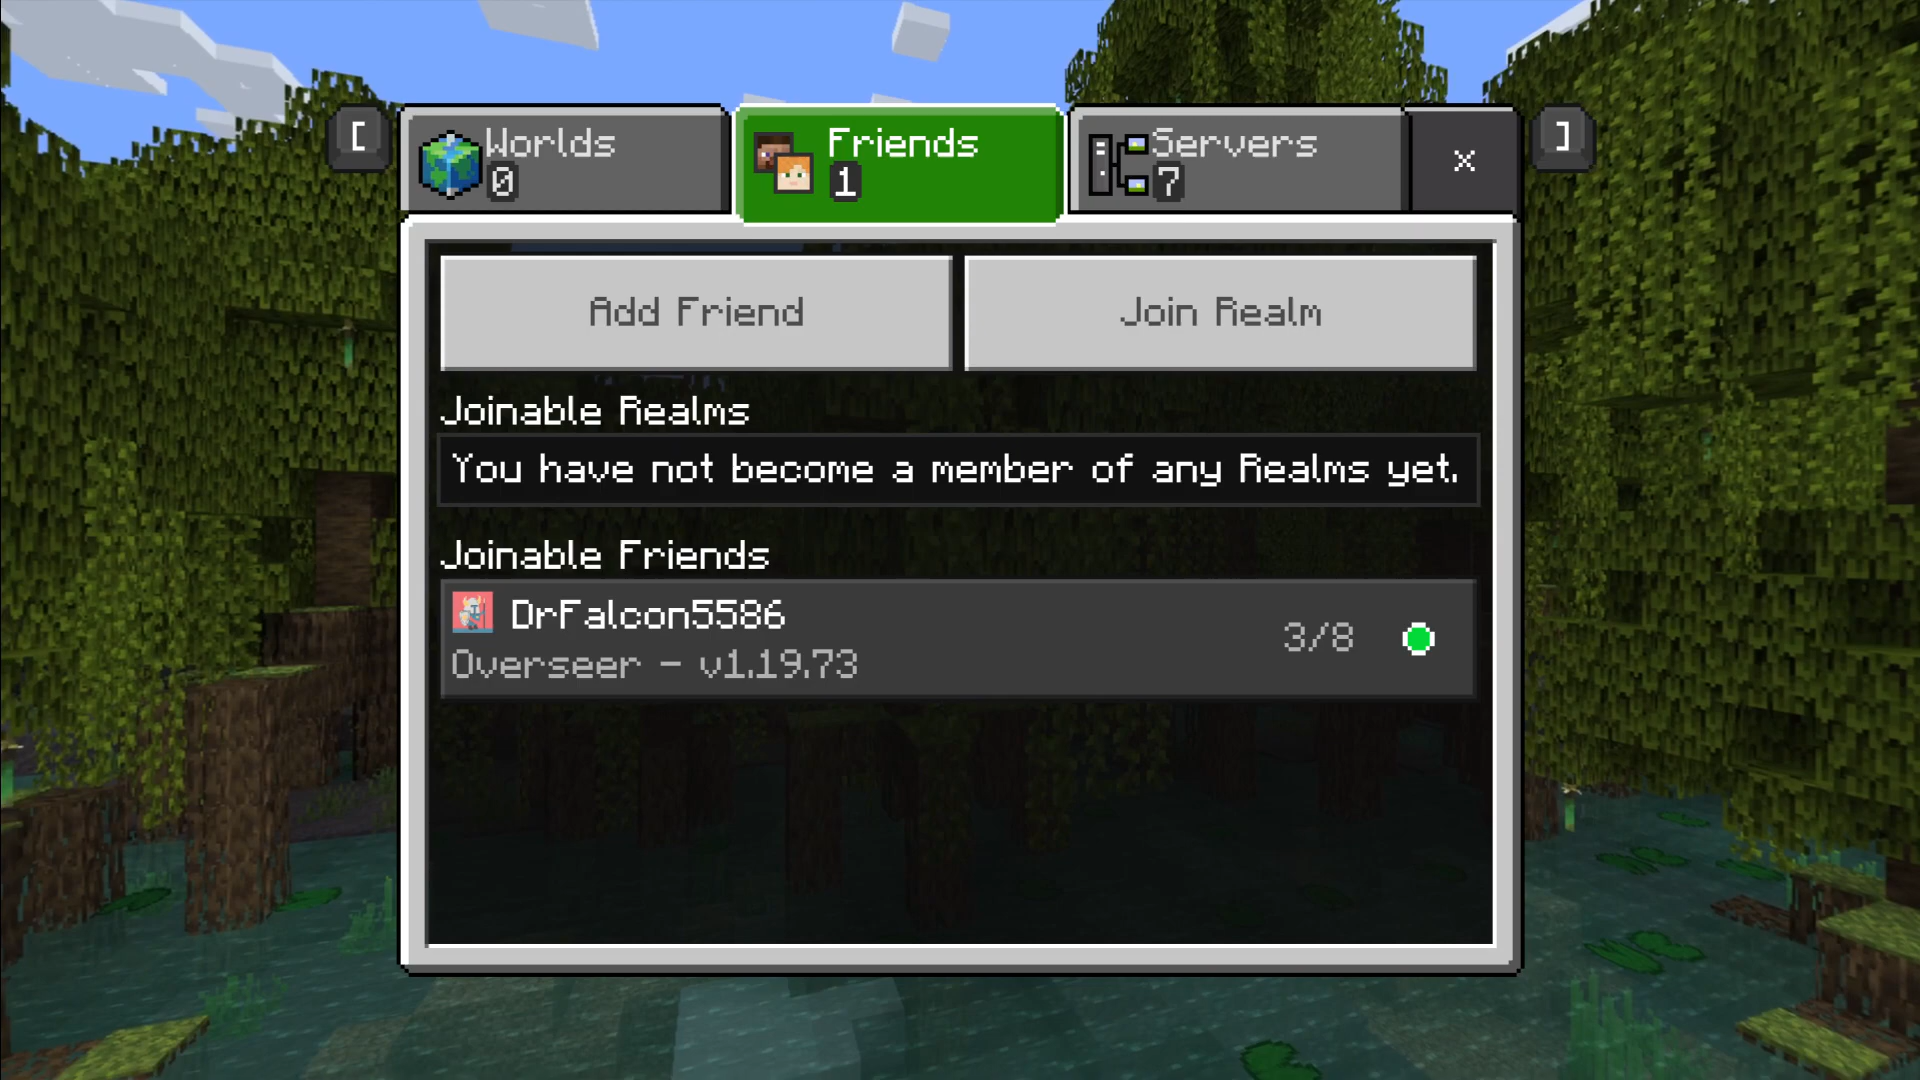 [
Worlds
0
Friends
1
Servers
7
x
]
Add Friend
Join Realm
Joinable Realms
You have not become a member of any Realms yet.
Joinable Friends
DrFalcon5586
Overseer - v1.19.73
3/8